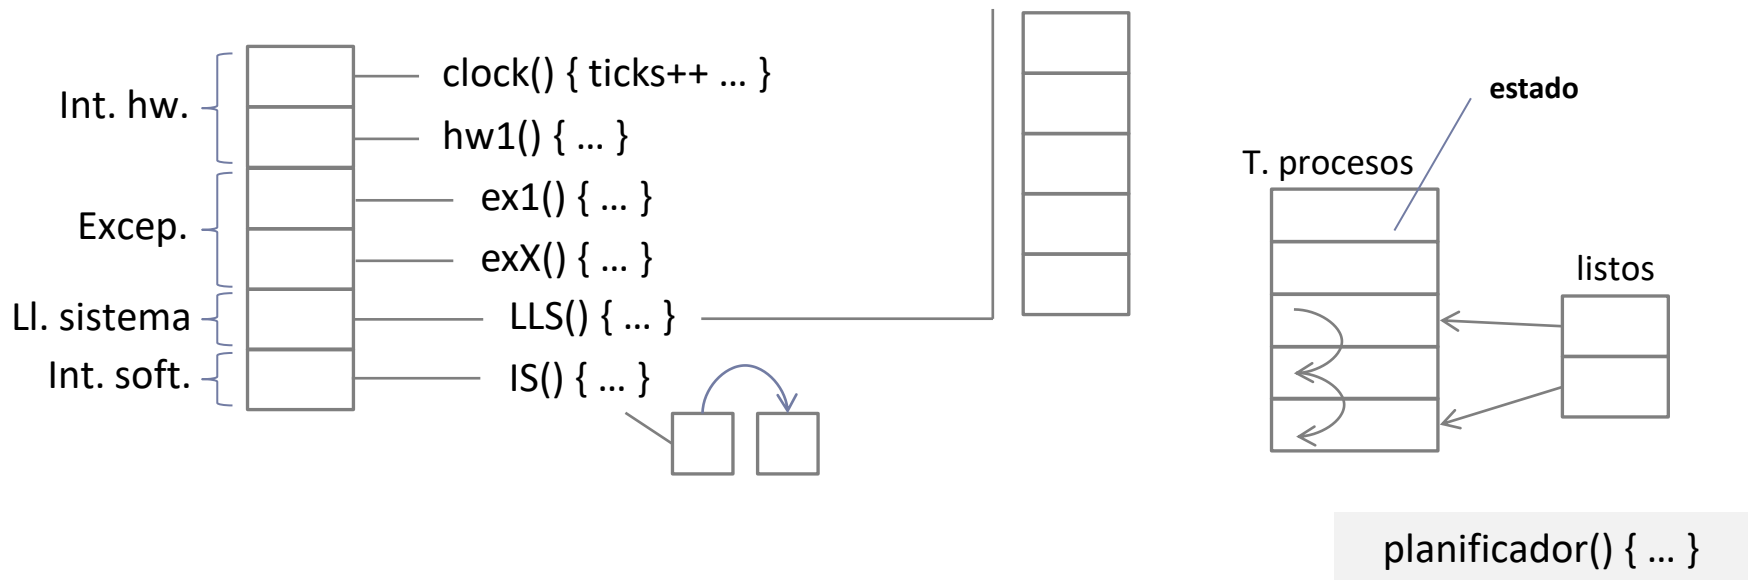 Int. hw.
clock() { ticks++ … }
hw1() { … }
Excep.
ex1() { … }
exX() { … }
Ll. sistema
LLS() { … }
Int. soft.
IS() { … }
estado
T. procesos
listos
planificador() { … }